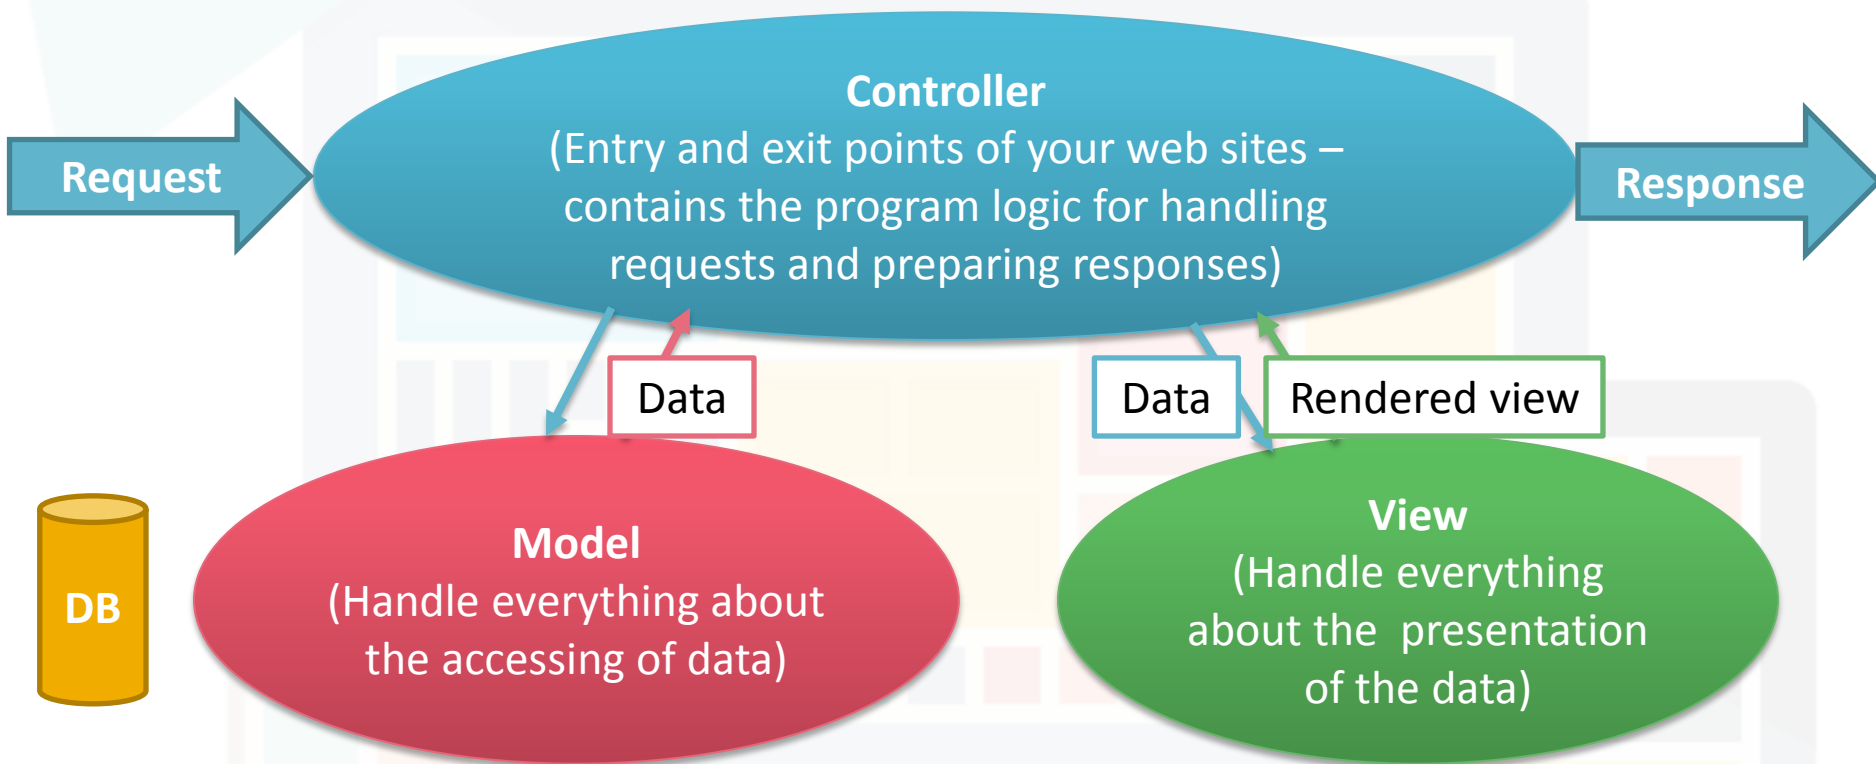 Controller
(Entry and exit points of your web sites –
contains the program logic for handling
requests and preparing responses)
Request
Response
Data
Data
Rendered view
DB
Model
(Handle everything about
the accessing of data)
View
(Handle everything
about the  presentation
of the data)